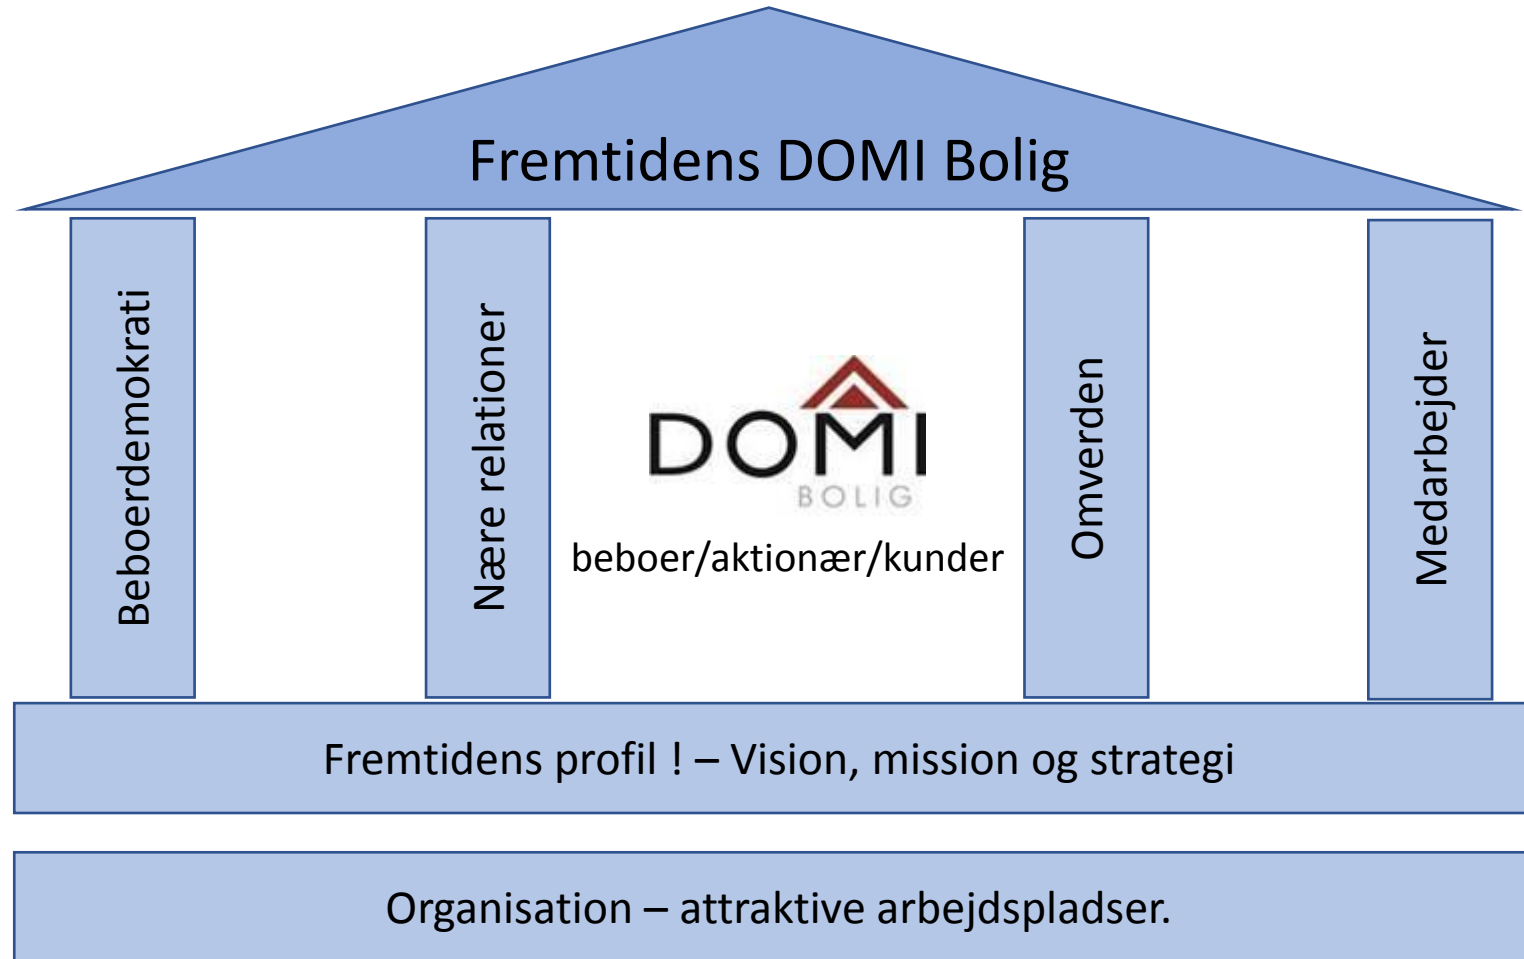 Fremtidens DOMI Bolig
Beboerdemokrati
Nære relationer
DOMI
BOLIG
beboer/aktionær/kunder
Omverden
Medarbejder
Fremtidens profil ! – Vision, mission og strategi
Organisation – attraktive arbejdspladser.